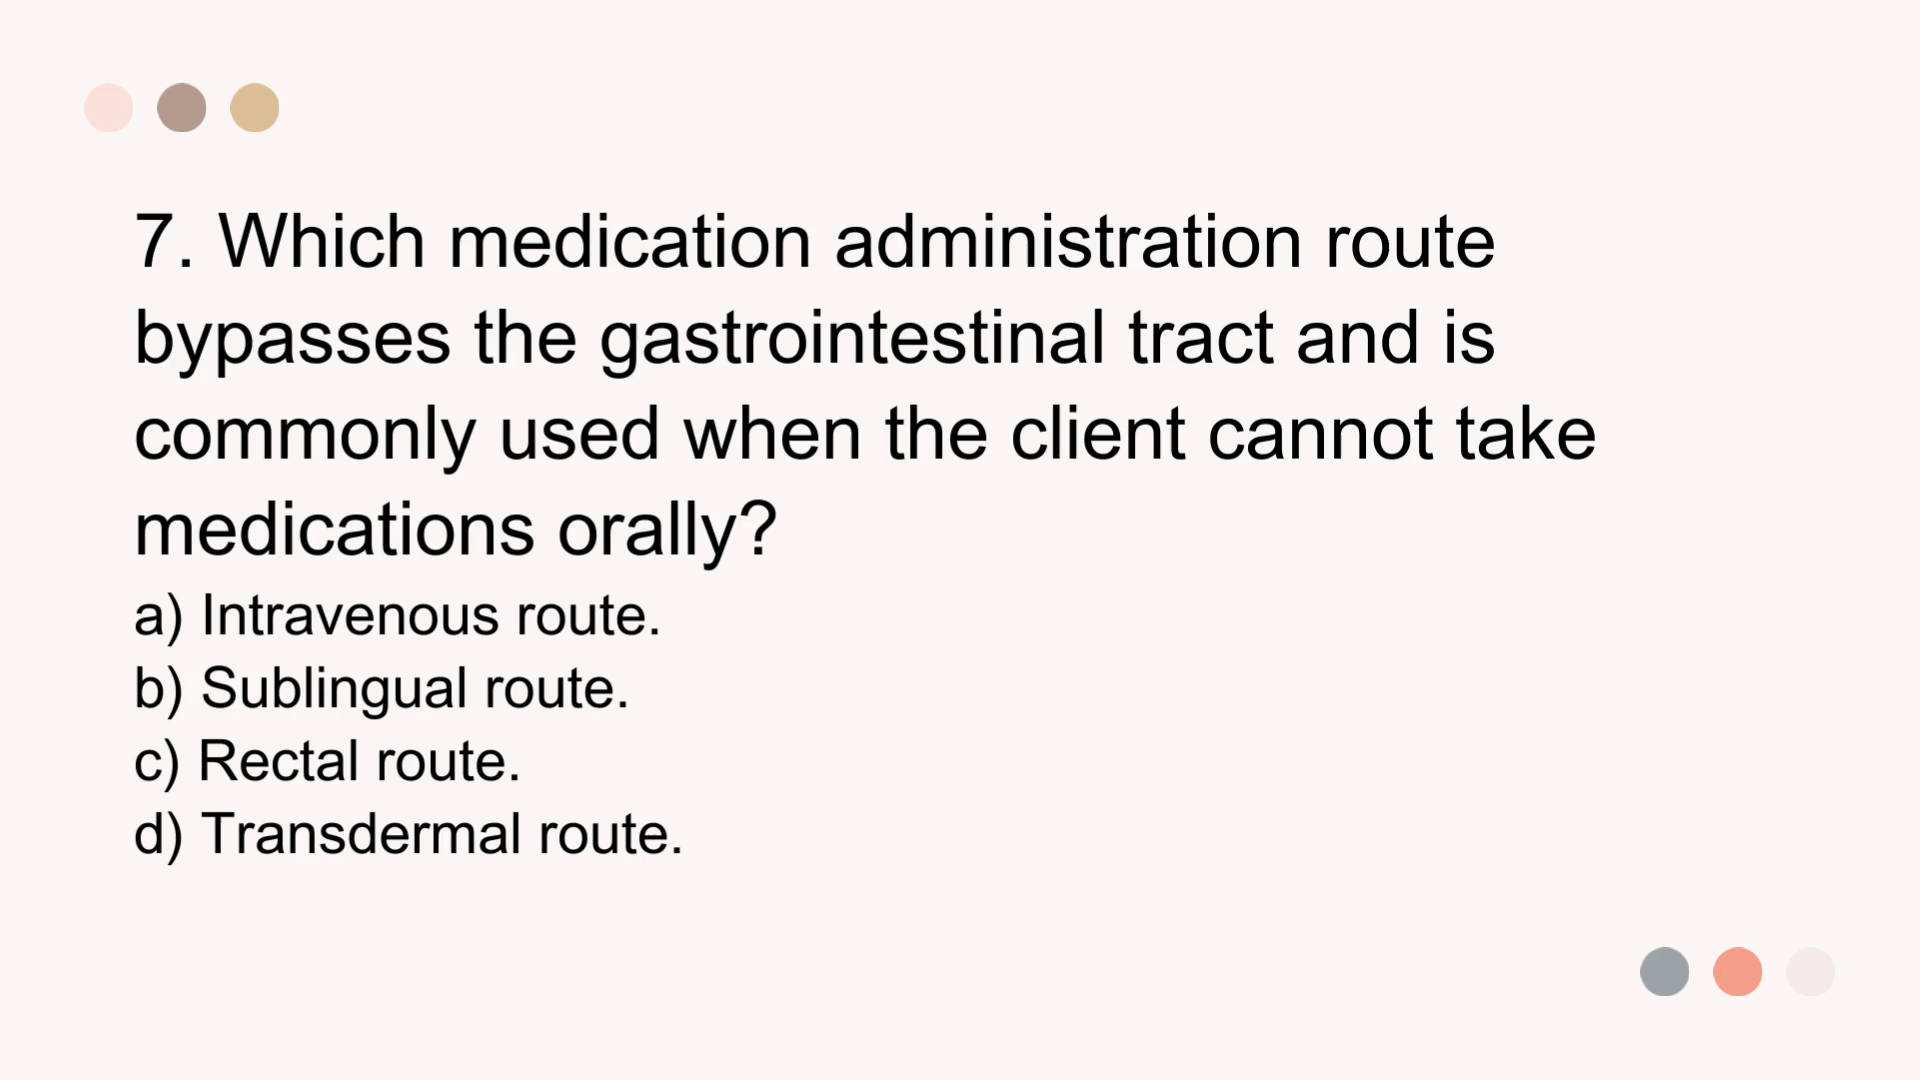 7. Which medication administration route
bypasses the gastrointestinal tract and is
commonly used when the client cannot take
medications orally?
a) Intravenous route.
b) Sublingual route.
c) Rectal route.
d) Transdermal route.